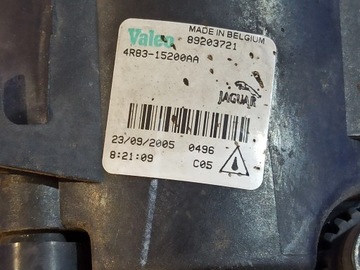 Valeo MADE IN BELGIUM
89203721
4R83-15200AA
JAGUAR
23/09/2005 0496
8:21:09 C05